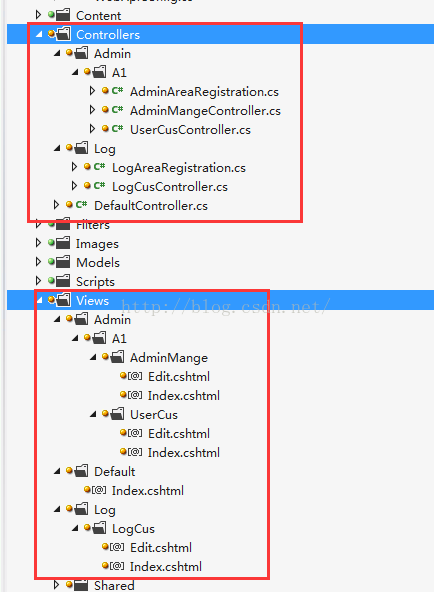 Content
Controllers
Admin
A1
C# AdminAreaRegistration.cs
C# AdminMangeController.cs
C# UserCusController.cs
Log
C# LogAreaRegistration.cs
C# LogCusController.cs
C# DefaultController.cs
Filters
Images
Models
Scripts
Views
http://blog.csdn.net/
Admin
A1
AdminMange
[@] Edit.cshtml
[@] Index.cshtml
UserCus
[@] Edit.cshtml
[@] Index.cshtml
Default
[@] Index.cshtml
Log
LogCus
[@] Edit.cshtml
[@] Index.cshtml
Shared